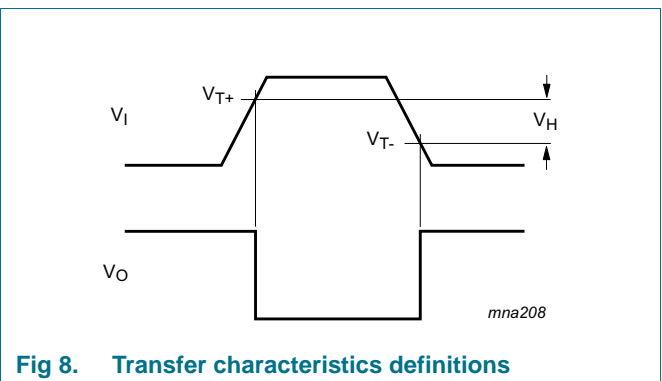 VT+
VI
VH
VT-
VO
mna208
Fig 8. Transfer characteristics definitions